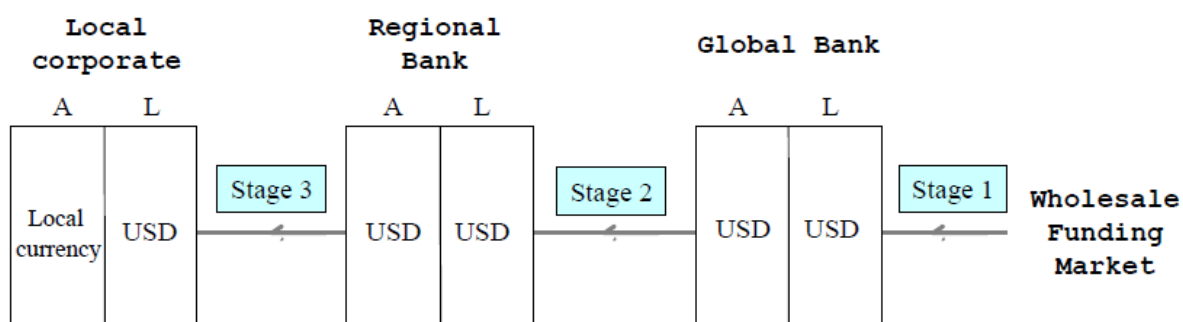 Local
corporate
Regional
Bank
Global Bank
A L
A L
A L
Stage 3
Stage 2
Stage 1
Local
currency
USD
USD
USD
USD
USD
Wholesale
Funding
Market